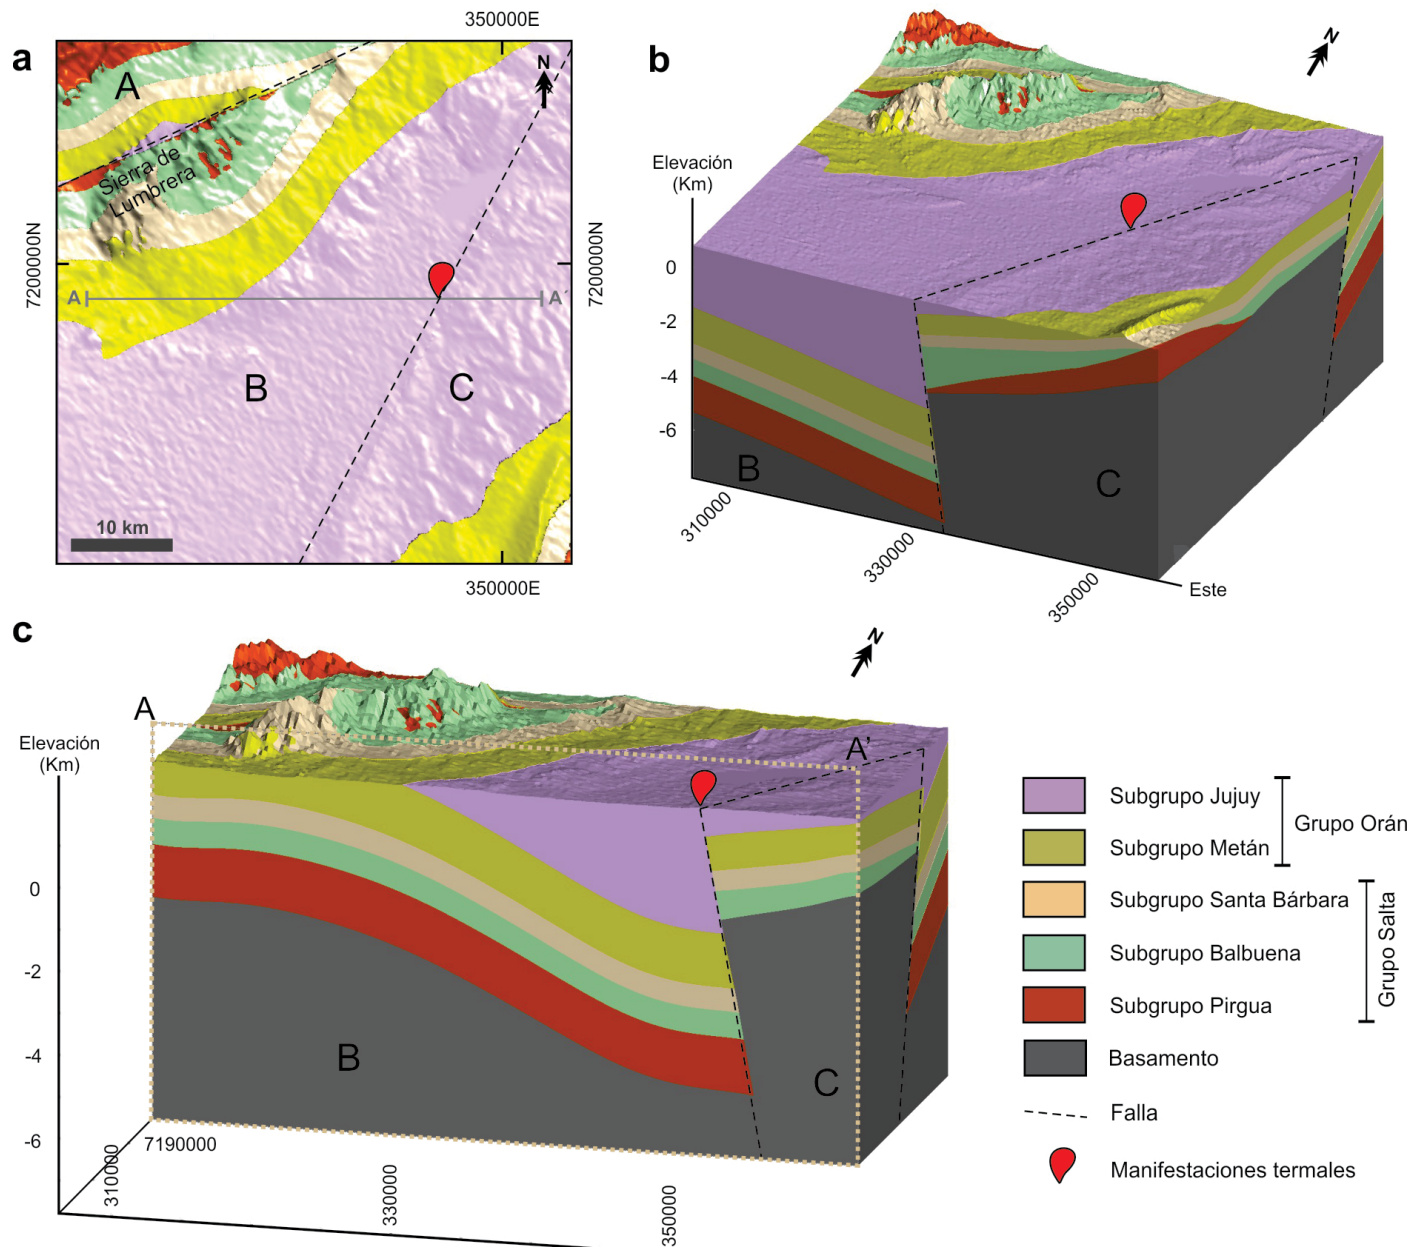 a
350000E
N
A
Sierra de
Lumbrera
7200000N
7200000N
A
A´
B
C
10 km
350000E
b
N
Elevación
(Km)
0
-2
-4
-6
B
C
310000
330000
350000
Este
c
N
A
A'
Elevación
(Km)
0
-2
-4
-6
B
C
7190000
310000
330000
350000
Subgrupo Jujuy
Subgrupo Metán
Grupo Orán
Subgrupo Santa Bárbara
Subgrupo Balbuena
Subgrupo Pirgua
Grupo Salta
Basamento
Falla
Manifestaciones termales